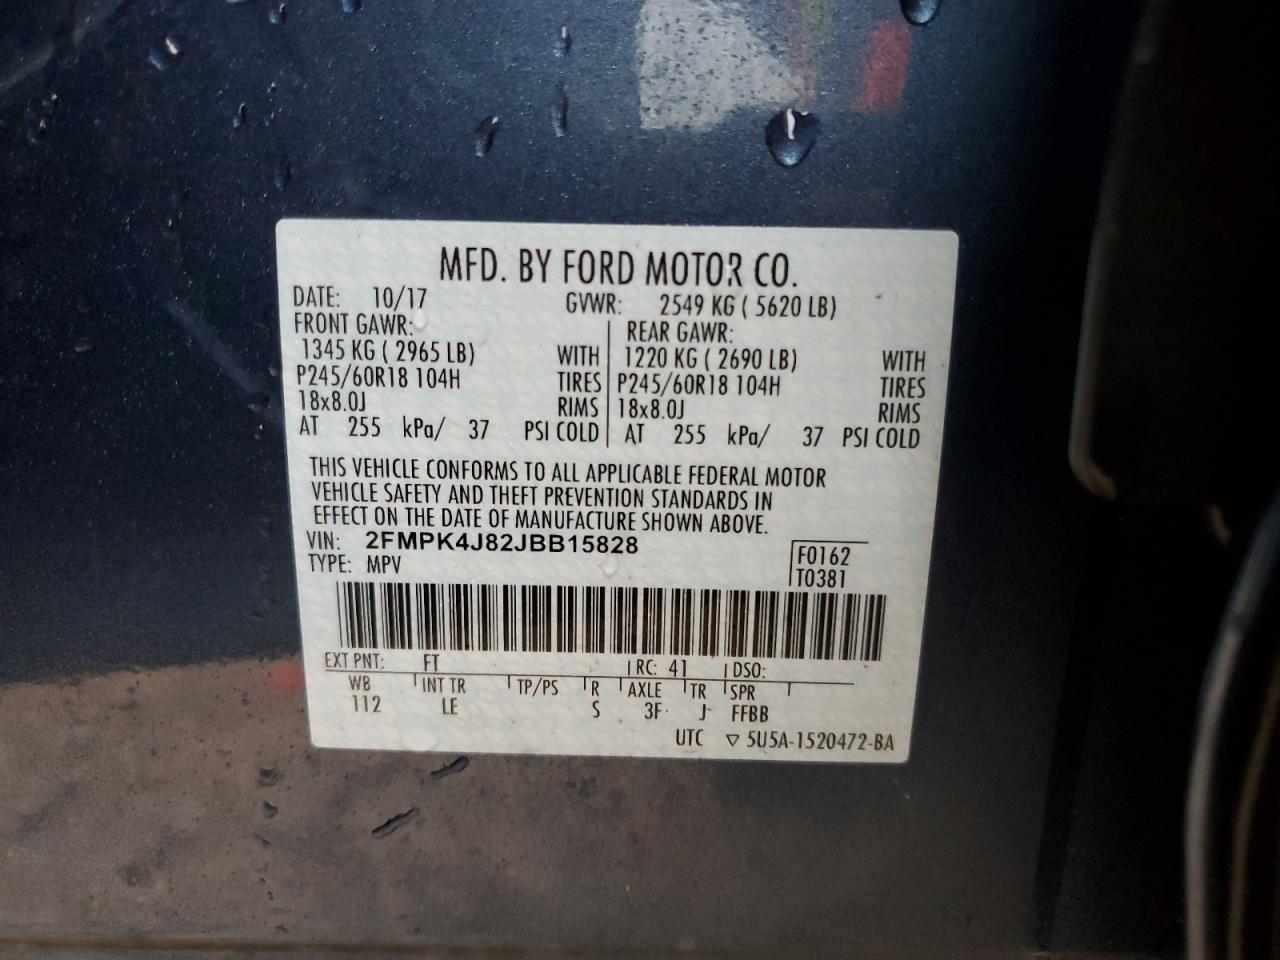 MFD. BY FORD MOTOR CO.
DATE: 10/17 GVWR: 2549 KG ( 5620 LB)
FRONT GAWR: REAR GAWR:
1345 KG ( 2965 LB) WITH 1220 KG ( 2690 LB) WITH
P245/60R18 104H TIRES P245/60R18 104H TIRES
18x8.0J RIMS 18x8.0J RIMS
AT 255 kPa/ 37 PSI COLD AT 255 kPa/ 37 PSI COLD
THIS VEHICLE CONFORMS TO ALL APPLICABLE FEDERAL MOTOR
VEHICLE SAFETY AND THEFT PREVENTION STANDARDS IN
EFFECT ON THE DATE OF MANUFACTURE SHOWN ABOVE.
VIN: 2FMPK4J82JBB15828 F0162
TYPE: MPV T0381
EXT PNT: FT RC: 41 DSO:
WB INT TR TP/PS R AXLE TR SPR
112 LE S 3F J FFBB
UTC ▽ 5U5A-1520472-BA